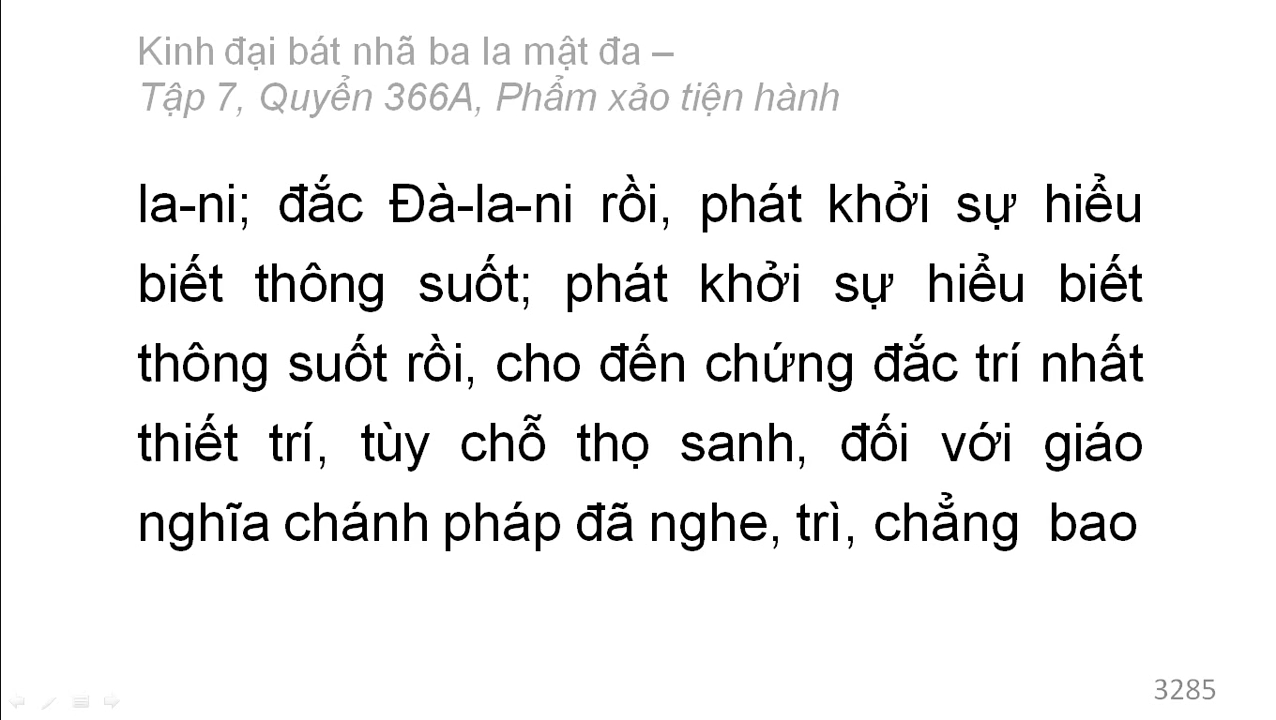 Kinh đại bát nhã ba la mật đa –
Tập 7, Quyển 366A, Phẩm xảo tiện hành
la-ni; đắc Đà-la-ni rồi, phát khởi sự hiểu
biết thông suốt; phát khởi sự hiểu biết
thông suốt rồi, cho đến chứng đắc trí nhất
thiết trí, tùy chỗ thọ sanh, đối với giáo
nghĩa chánh pháp đã nghe, trì, chẳng bao
3285